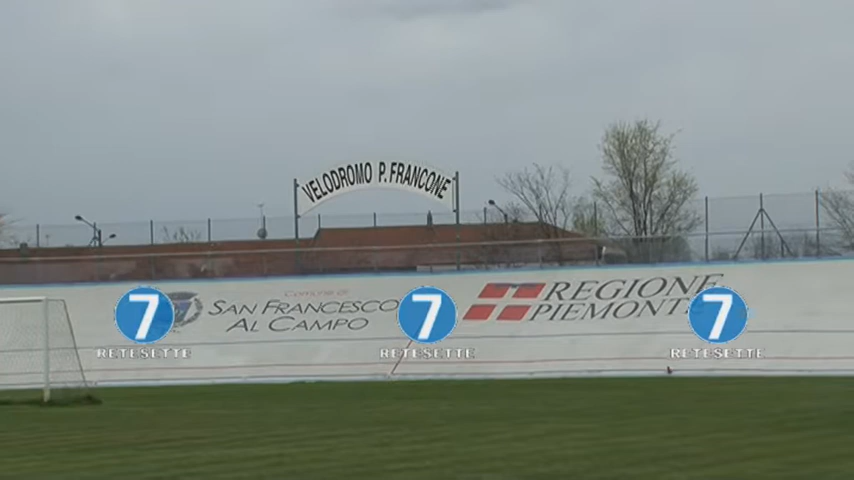 VELODROMO P. FRANCONE
Comune di
SAN FRANCESCO
AL CAMPO
REGIONE
PIEMONTE
7
RETESETTE
7
RETESETTE
7
RETESETTE